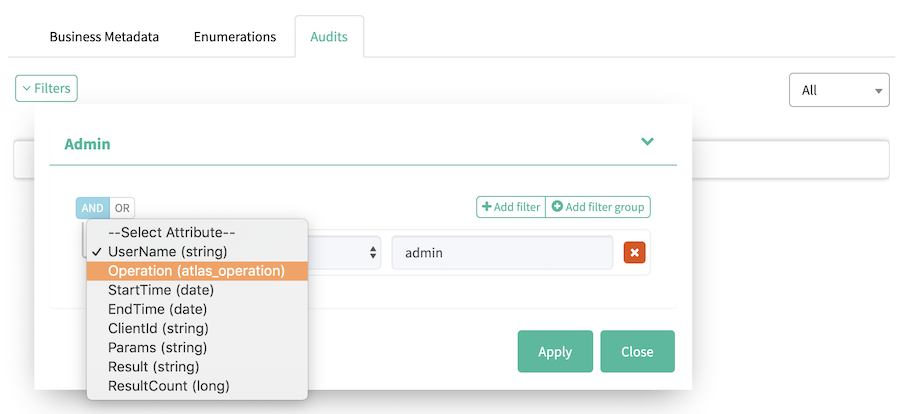 Business Metadata Enumerations Audits
Filters
All
Admin
AND OR
Add filter Add filter group
--Select Attribute--
✓ UserName (string)
admin
Operation (atlas_operation)
StartTime (date)
EndTime (date)
ClientId (string)
Params (string)
Result (string)
ResultCount (long)
Apply Close